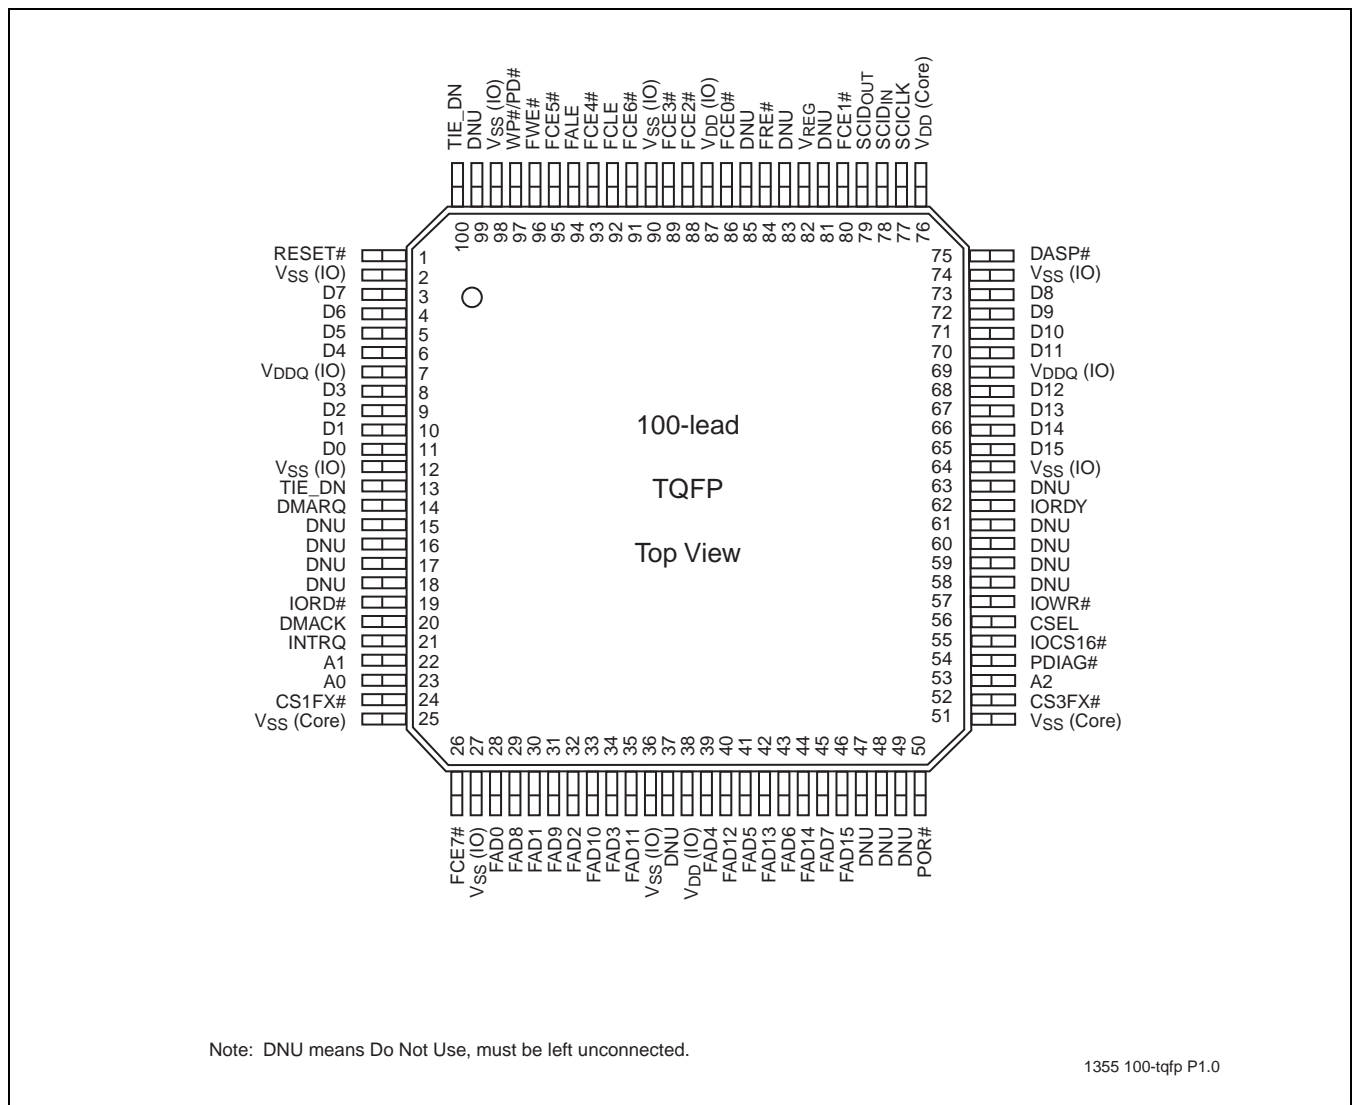 TIE_DN
DNU
VSS (IO)
WP#/PD#
FWE#
FCE5#
FALE
FCE4#
FCLE
FCE6#
VSS (IO)
FCE3#
FCE2#
VDD (IO)
FCE0#
DNU
FRE#
DNU
VREG
DNU
FCE1#
SCIDOUT
SCIDIN
SCICLK
VDD (Core)
100 99 98 97 96 95 94 93 92 91 90 89 88 87 86 85 84 83 82 81 80 79 78 77 76
RESET# 1 75 DASP#
VSS (IO) 2 74 VSS (IO)
D7 3 73 D8
D6 4 72 D9
D5 5 71 D10
D4 6 70 D11
VDDQ (IO) 7 69 VDDQ (IO)
D3 8 68 D12
D2 9 67 D13
D1 10 66 D14
D0 11 65 D15
VSS (IO) 12 64 VSS (IO)
TIE_DN 13 63 DNU
DMARQ 14 62 IORDY
DNU 15 61 DNU
DNU 16 60 DNU
DNU 17 59 DNU
DNU 18 58 DNU
IORD# 19 57 IOWR#
DMACK 20 56 CSEL
INTRQ 21 55 IOCS16#
A1 22 54 PDIAG#
A0 23 53 A2
CS1FX# 24 52 CS3FX#
VSS (Core) 25 51 VSS (Core)
100-lead
TQFP
Top View
26 27 28 29 30 31 32 33 34 35 36 37 38 39 40 41 42 43 44 45 46 47 48 49 50
FCE7#
VSS (IO)
FAD0
FAD8
FAD1
FAD9
FAD2
FAD10
FAD3
FAD11
VSS (IO)
DNU
VDD (IO)
FAD4
FAD12
FAD5
FAD13
FAD6
FAD14
FAD7
FAD15
DNU
DNU
DNU
POR#
Note: DNU means Do Not Use, must be left unconnected.
1355 100-tqfp P1.0